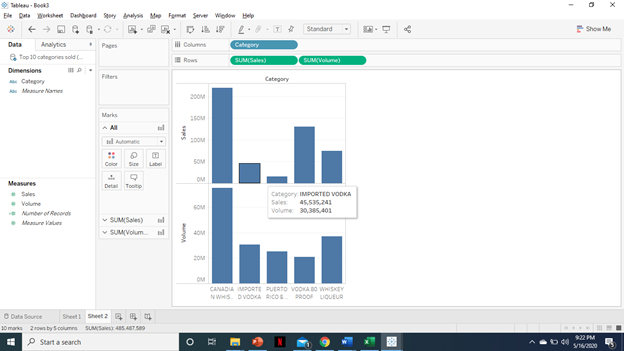 Tableau - Book3
File Data Worksheet Dashboard Story Analysis Map Format Server Window Help
Standard
Show Me
Data Analytics
Top 10 categories sold (...
Dimensions
Abc Category
Abc Measure Names
Measures
Sales
Volume
Number of Records
Measure Values
Pages
Filters
Marks
All
Automatic
Color Size Label
Detail Tooltip
SUM(Sales)
SUM(Volum...
Columns Category
Rows SUM(Sales) SUM(Volume)
Category
Sales
200M
150M
100M
50M
0M
Category: IMPORTED VODKA
Sales: 45,535,241
Volume: 30,385,401
Volume
60M
40M
20M
0M
CANADIA IMPORTE PUERTO VODKA 80 WHISKEY
N WHIS.. D VODKA RICO &.. PROOF LIQUEUR
Data Source Sheet 1 Sheet 2
10 marks 2 rows by 5 columns SUM(Sales): 485,487,589
Start a search
9:22 PM
5/16/2020